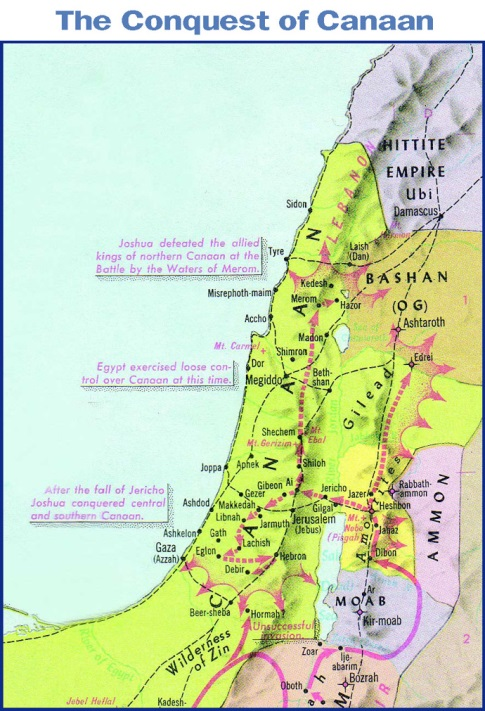 The Conquest of Canaan
HITTITE
EMPIRE
Ubi
Damascus
LEBANON
Sidon
Joshua defeated the allied
kings of northern Canaan at the
Battle by the Waters of Merom.
Tyre
Laish
(Dan)
BASHAN
(OG)
Kedesh
Misrephoth-maim
Merom
Hazor
1
Accho
Ashtaroth
Madon
Mt. Carmel
Shimron
Edrei
Dor
Egypt exercised loose con-
trol over Canaan at this time.
Megiddo
Beth-
shan
Gilead
CANAAN
Shechem
Mt.
Ebal
Mt. Gerizim
Joppa
Aphek
Shiloh
After the fall of Jericho
Joshua conquered central
and southern Canaan.
Gibeon
Ai
Jericho
Jazer
Rabbath-
ammon
Gezer
Gilgal
Heshbon
Ashdod
Makkedah
Libnah
Jerusalem
(Jebus)
Mt.
Nebo
(Pisgah)
Jahaz
AMMON
Amorites
Ashkelon
Gath
Jarmuth
Gaza
(Azzah)
Lachish
Eglon
Hebron
Dibon
Debir
Ar
MOAB
Beer-sheba
Hormah?
Kir-moab
Unsuccessful
invasion.
Wilderness
of Zin
Zoar
Ije-
abarim
2
Oboth
Bozrah
Jebel Hellal
Kadesh-